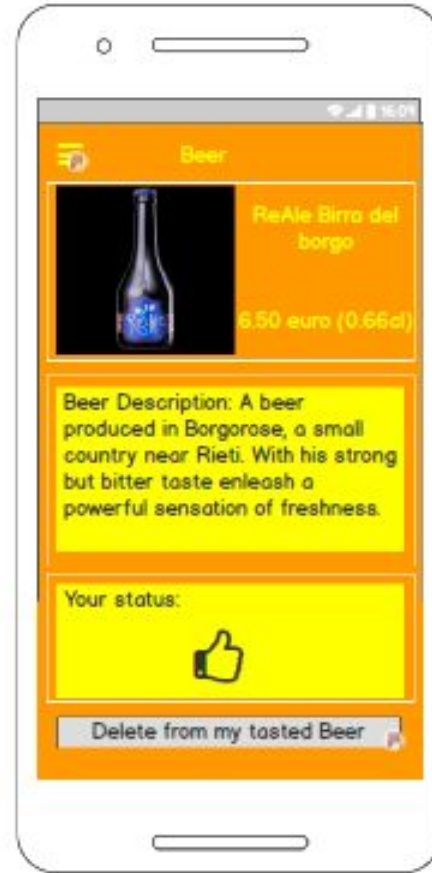 16:09
Beer
ReAle Birra del
borgo
6.50 euro (0.66cl)
Beer Description: A beer
produced in Borgorose, a small
country near Rieti. With his strong
but bitter taste enleash a
powerful sensation of freshness.
Your status:
Delete from my tasted Beer